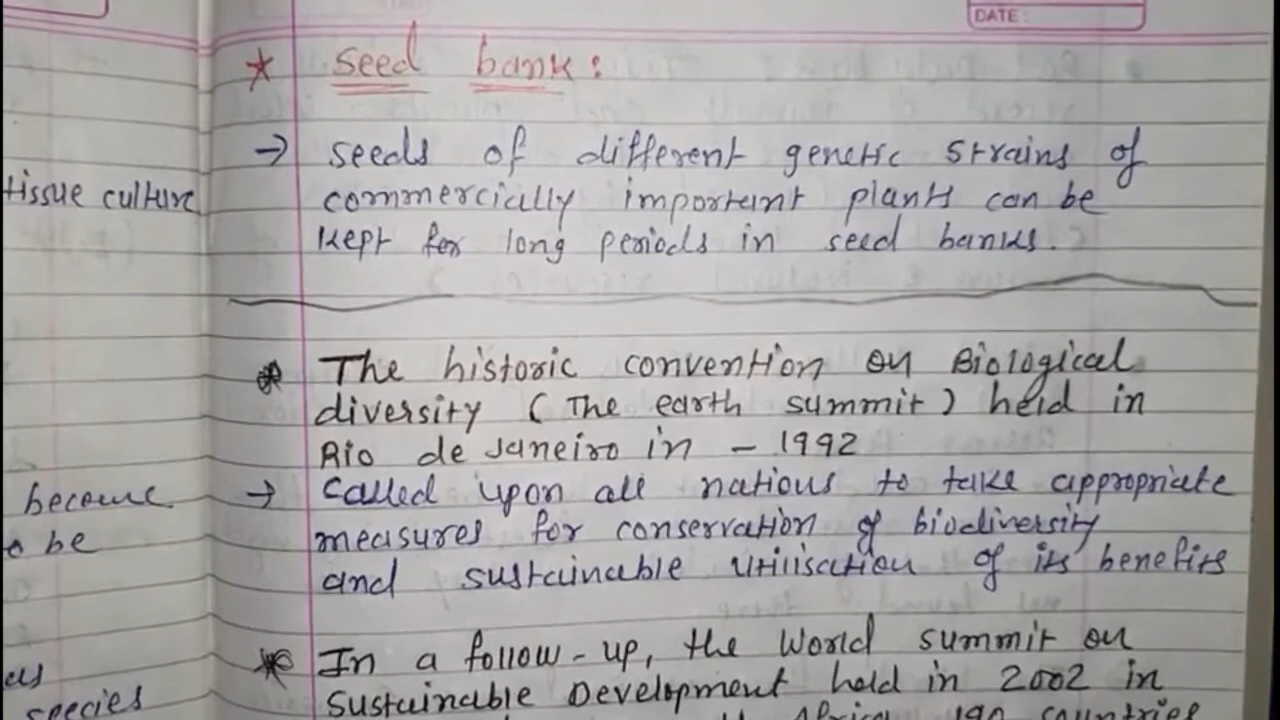 DATE:
* seed bank:
→ seeds of different genetic strains of
tissue culture
commercially important plants can be
kept for long periods in seed banks.
* The historic convention on Biological
diversity (The earth summit) held in
Rio de Janeiro in – 1992
become
→ called upon all nations to take appropriate
measures for conservation of biodiversity
be
and sustainable utilisation of its benefits
* In a follow-up, the World summit on
Sustainable Development held in 2002 in
species
Africa, 190 countries